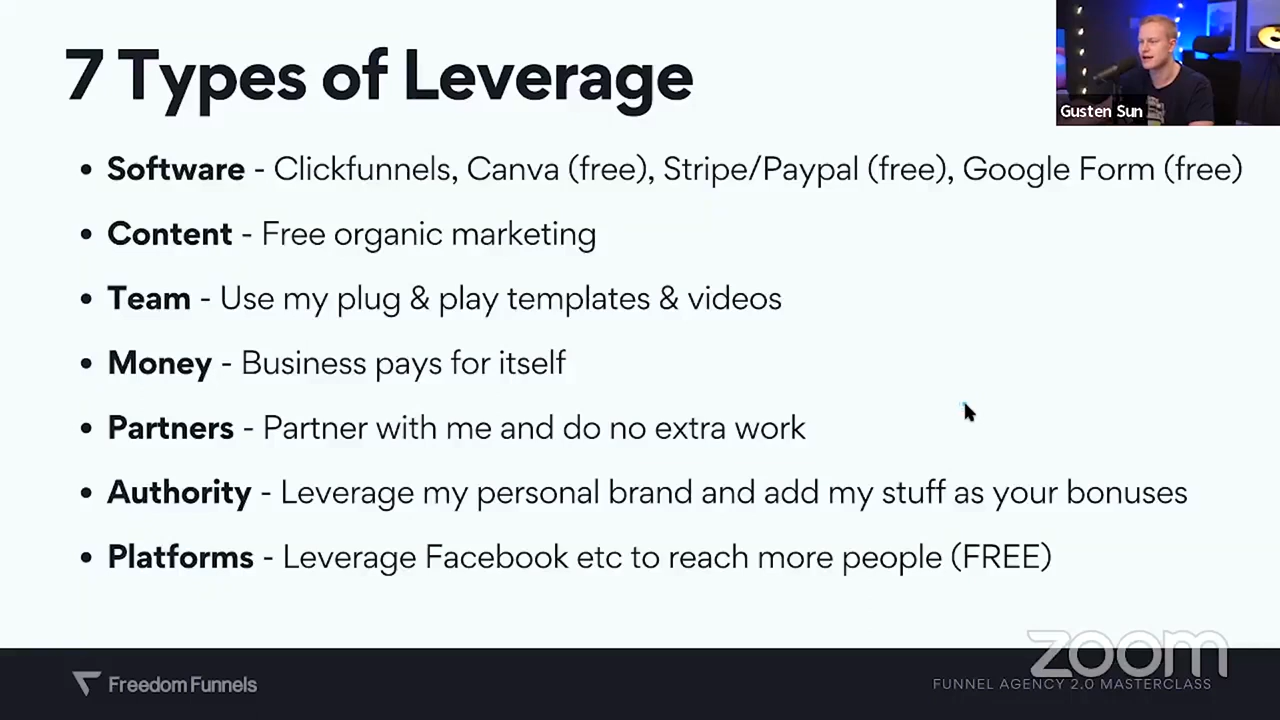 7 Types of Leverage
Gusten Sun
• Software - Clickfunnels, Canva (free), Stripe/Paypal (free), Google Form (free)
• Content - Free organic marketing
• Team - Use my plug & play templates & videos
• Money - Business pays for itself
• Partners - Partner with me and do no extra work
• Authority - Leverage my personal brand and add my stuff as your bonuses
• Platforms - Leverage Facebook etc to reach more people (FREE)
zoom
Freedom Funnels
FUNNEL AGENCY 2.0 MASTERCLASS